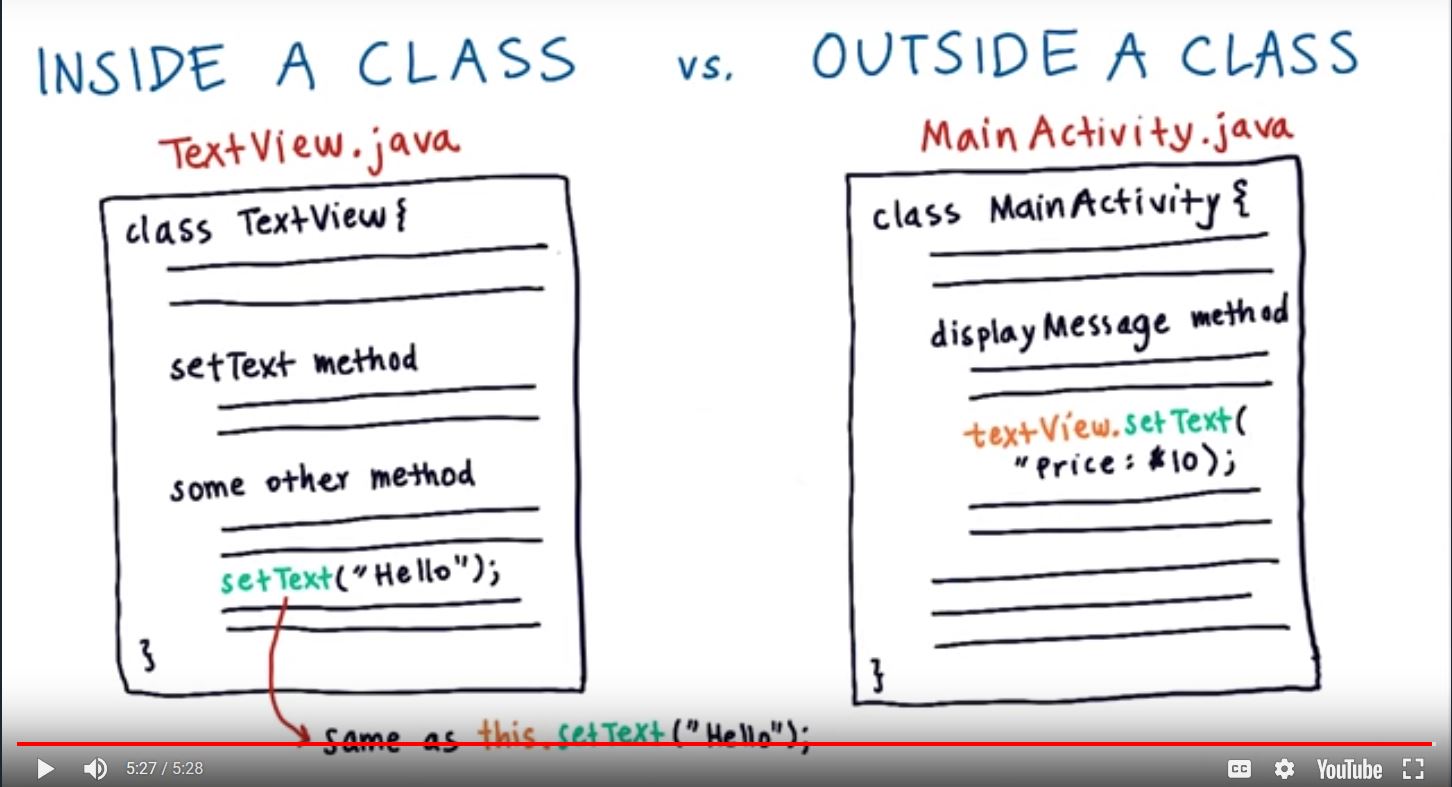 INSIDE A CLASS vs. OUTSIDE A CLASS
TextView.java
class TextView {
setText method
some other method
setText("Hello");
}
same as this.setText("Hello");
MainActivity.java
class MainActivity {
displayMessage method
textView.setText(
"Price: $10);
}
5:27 / 5:28
CC
YouTube